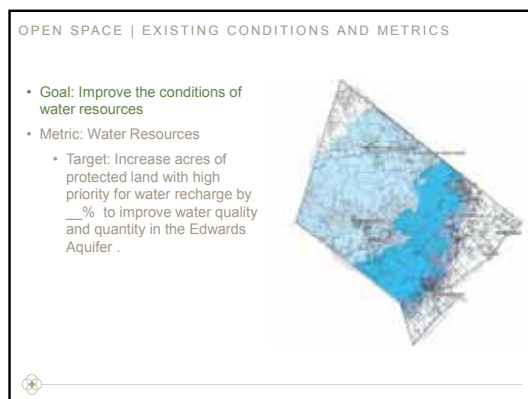 OPEN SPACE | EXISTING CONDITIONS AND METRICS
• Goal: Improve the conditions of
water resources
• Metric: Water Resources
• Target: Increase acres of
protected land with high
priority for water recharge by
__% to improve water quality
and quantity in the Edwards
Aquifer .